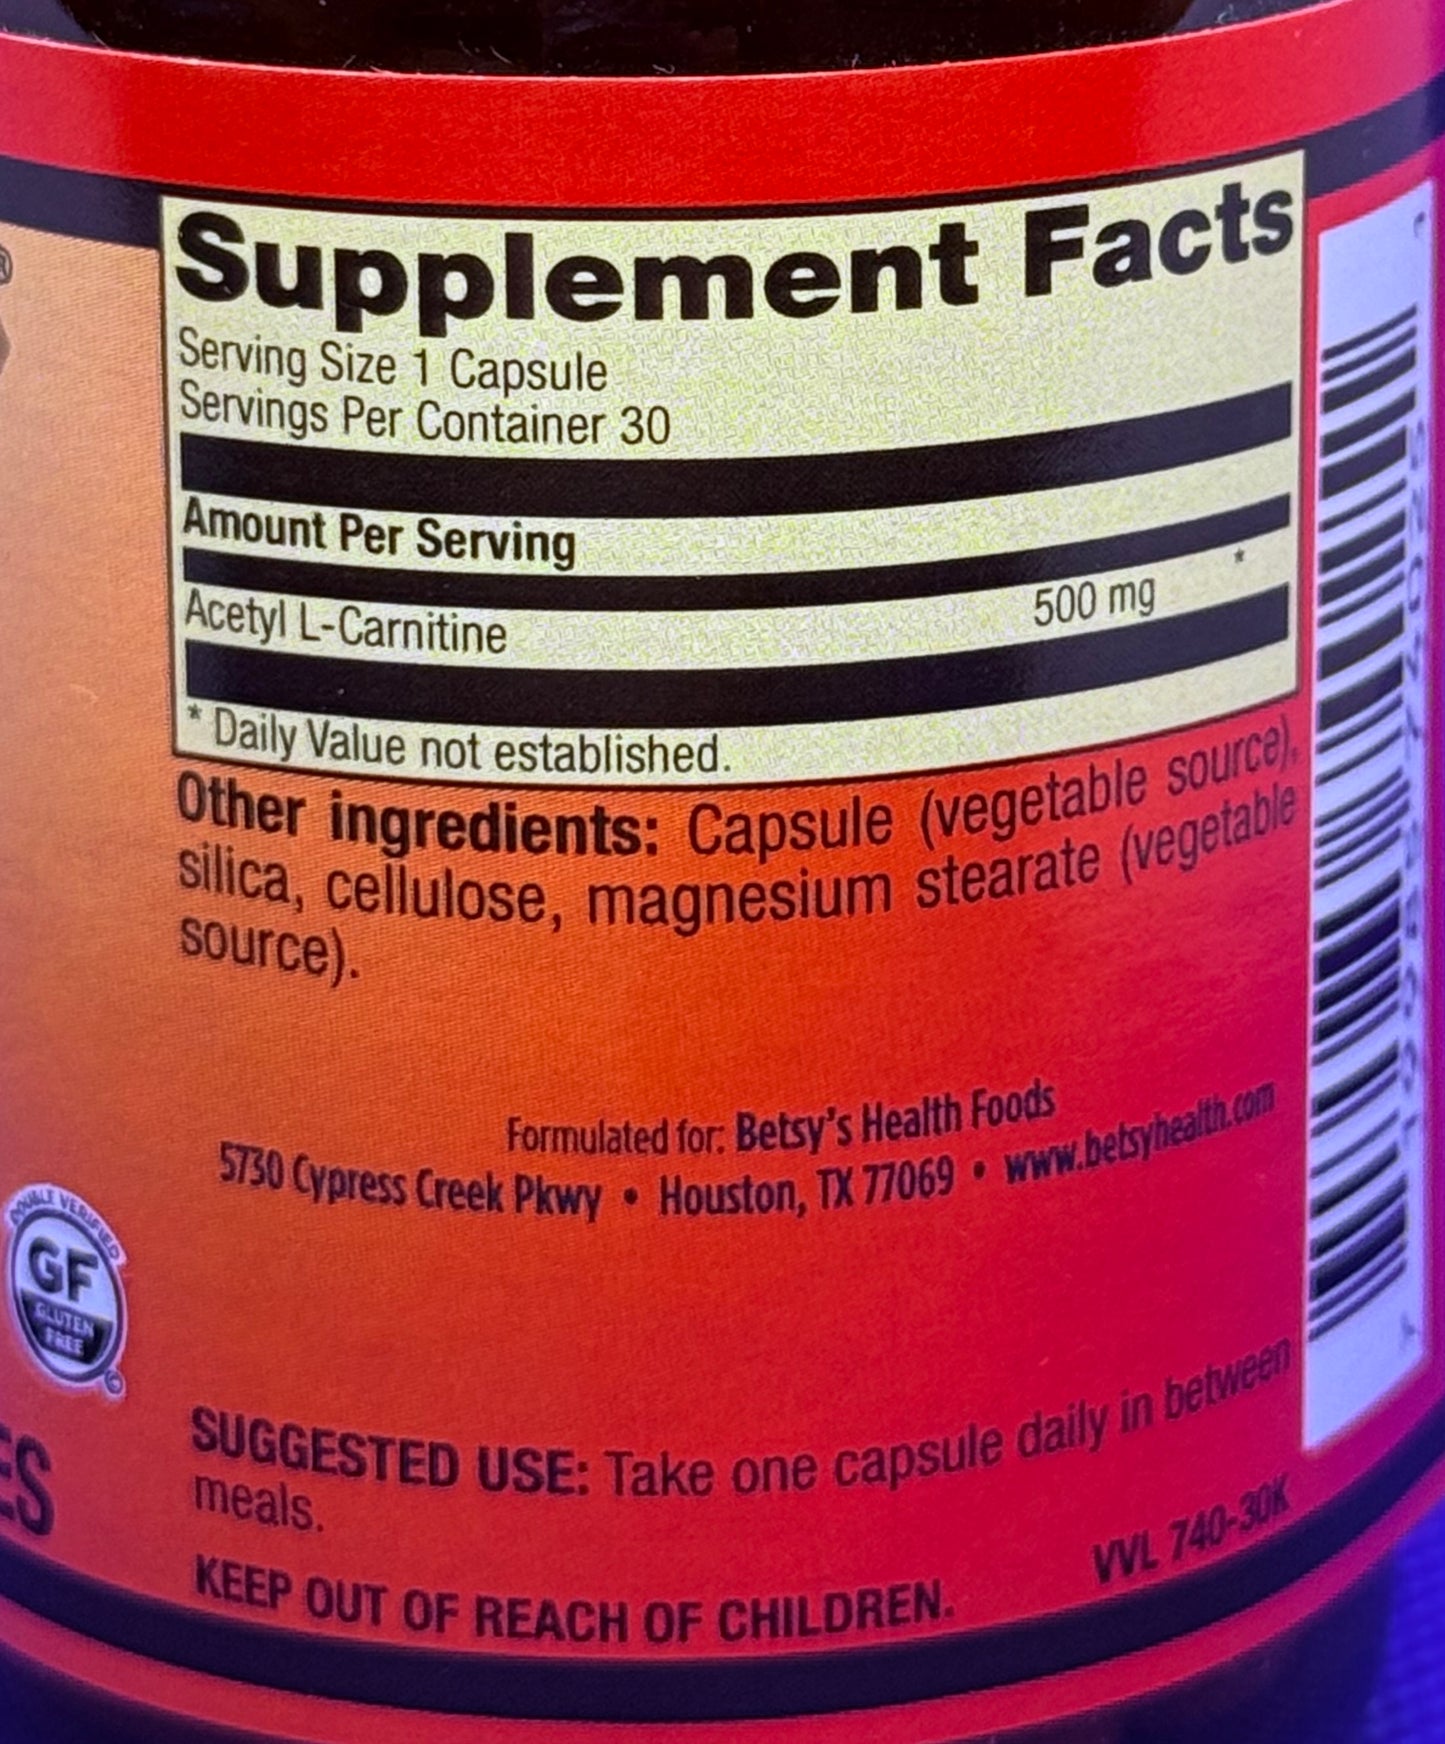 ®
Supplement Facts
Serving Size 1 Capsule
Servings Per Container 30
Amount Per Serving
Acetyl L-Carnitine 500 mg *
* Daily Value not established.
Other ingredients: Capsule (vegetable source),
silica, cellulose, magnesium stearate (vegetable
source).
Formulated for: Betsy's Health Foods
5730 Cypress Creek Pkwy • Houston, TX 77069 • www.betsyhealth.com
DOUBLE VERIFIED
GF
GLUTEN
FREE
©
SUGGESTED USE: Take one capsule daily in between
meals.
KEEP OUT OF REACH OF CHILDREN.
VVL 740-30K